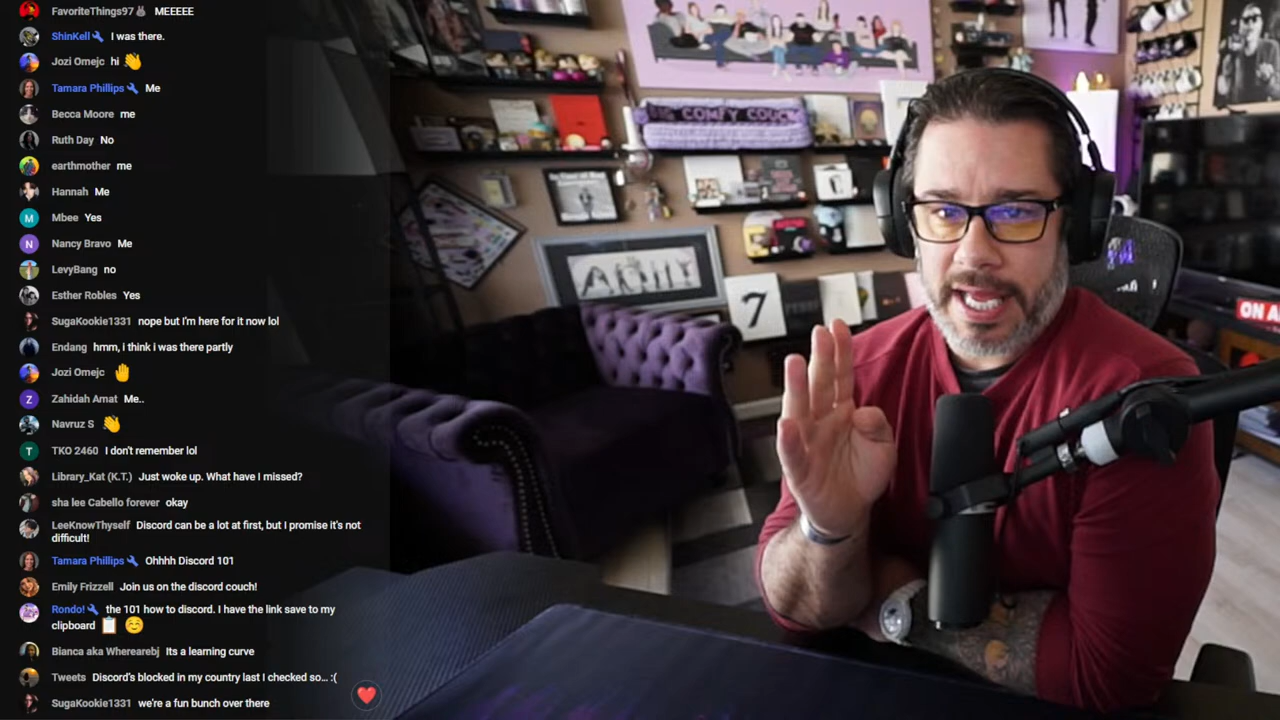 FavoriteThings97 MEEEEE
ShinKell I was there.
Jozi Omejc hi 👋
Tamara Phillips Me
Becca Moore me
Ruth Day No
earthmother me
Hannah Me
M Mbee Yes
N Nancy Bravo Me
LevyBang no
Esther Robles Yes
SugaKookie1331 nope but I'm here for it now lol
Endang hmm, i think i was there partly
Jozi Omejc 🤚
Z Zahidah Amat Me..
Navruz S 👋
T TKO 2460 I don't remember lol
Library_Kat (K.T.) Just woke up. What have I missed?
sha lee Cabello forever okay
LeeKnowThyself Discord can be a lot at first, but I promise it's not
difficult!
Tamara Phillips Ohhhh Discord 101
Emily Frizzell Join us on the discord couch!
Rondo! the 101 how to discord. I have the link save to my
clipboard 📋 ☺️
Bianca aka Wherearebj Its a learning curve
Tweets Discord's blocked in my country last I checked so... :(
SugaKookie1331 we're a fun bunch over there
BIG COMFY COUCH
ARMY
7
ON A